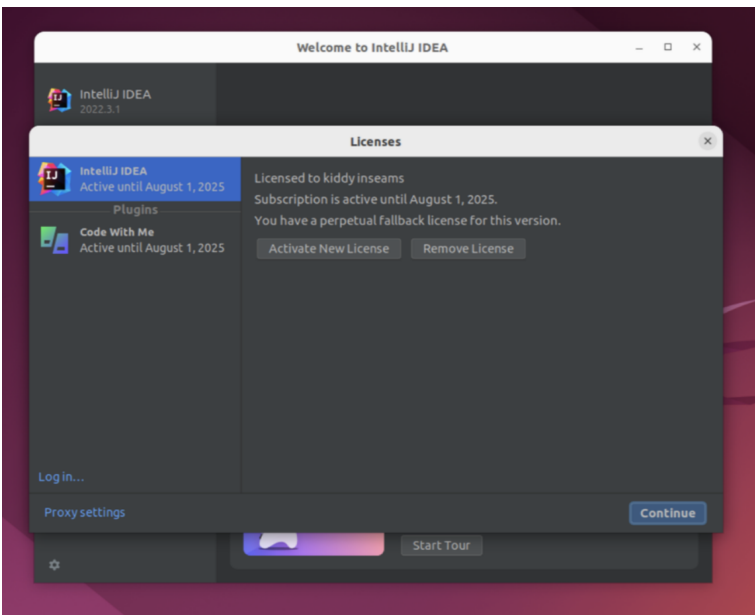 Welcome to IntelliJ IDEA
IntelliJ IDEA
2022.3.1
Licenses
IJ
IntelliJ IDEA
Active until August 1, 2025
Plugins
Code With Me
Active until August 1, 2025
Licensed to kiddy inseams
Subscription is active until August 1, 2025.
You have a perpetual fallback license for this version.
Activate New License
Remove License
Log in...
Proxy settings
Continue
Start Tour